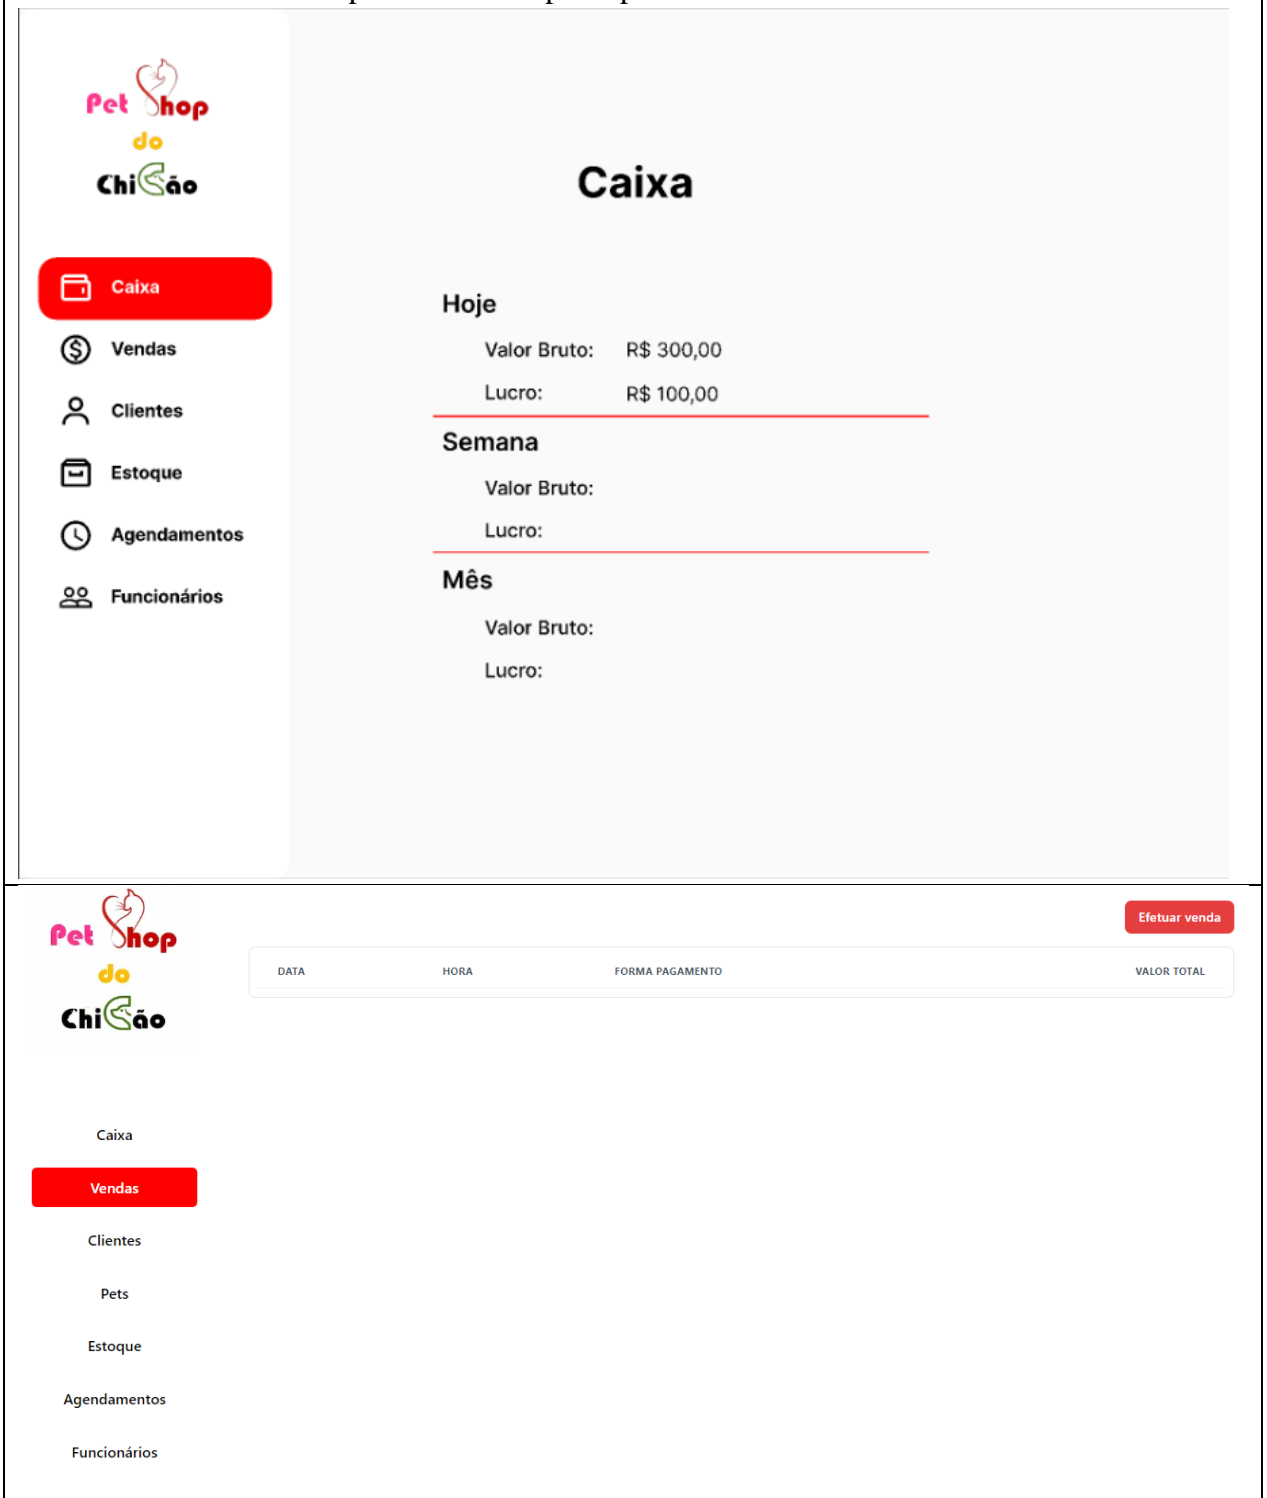 Pet Shop
do
ChiCão
Caixa
Caixa
Vendas
Clientes
Estoque
Agendamentos
Funcionários
Hoje
Valor Bruto: R$ 300,00
Lucro: R$ 100,00
Semana
Valor Bruto:
Lucro:
Mês
Valor Bruto:
Lucro:
Pet Shop
do
ChiCão
Efetuar venda
DATA HORA FORMA PAGAMENTO VALOR TOTAL
Caixa
Vendas
Clientes
Pets
Estoque
Agendamentos
Funcionários